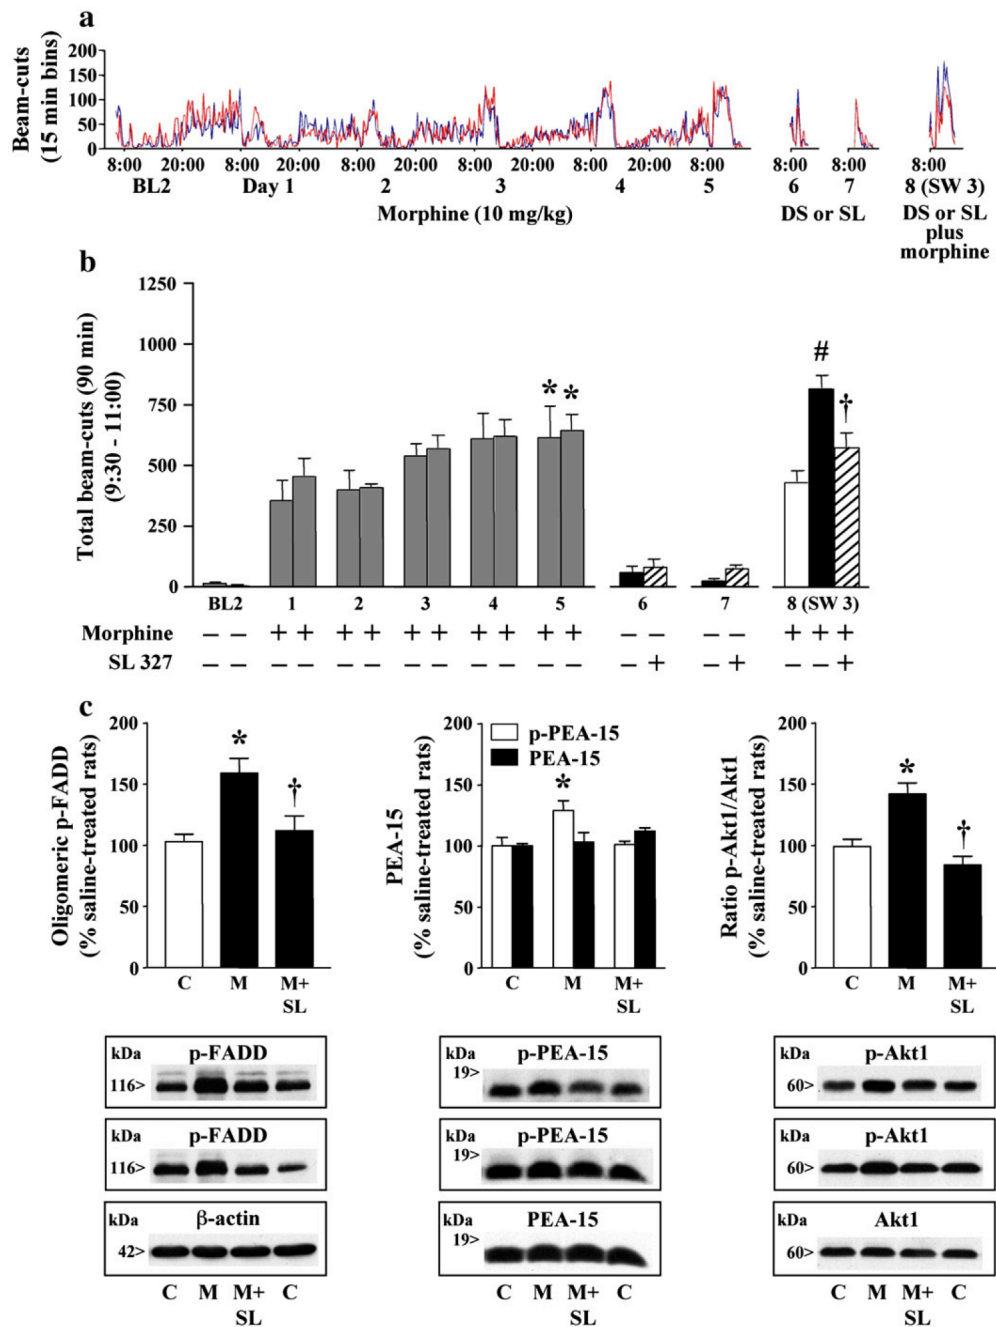 a
Beam-cuts
(15 min bins)
200
150
100
50
0
8:00 20:00 8:00 20:00 8:00 20:00 8:00 20:00 8:00 20:00 8:00 8:00 8:00 8:00
BL2 Day 1 2 3 4 5 6 7 8 (SW 3)
Morphine (10 mg/kg) DS or SL DS or SL
plus
morphine
b
Total beam-cuts (90 min)
(9:30 - 11:00)
1250
1000
750
500
250
0
* * # †
BL2 1 2 3 4 5 6 7 8 (SW 3)
Morphine – – + + + + + + + + + + – – – – + + +
SL 327 – – – – – – – – – – – – – + – + – – +
c
Oligomeric p-FADD
(% saline-treated rats)
200
150
100
50
0
* †
C M M+
SL
PEA-15
(% saline-treated rats)
200
150
100
50
0
p-PEA-15
PEA-15
*
C M M+
SL
Ratio p-Akt1/Akt1
(% saline-treated rats)
200
150
100
50
0
* †
C M M+
SL
kDa p-FADD
116>
kDa p-FADD
116>
kDa β-actin
42>
C M M+ C
SL
kDa p-PEA-15
19>
kDa p-PEA-15
19>
kDa PEA-15
19>
C M M+ C
SL
kDa p-Akt1
60>
kDa p-Akt1
60>
kDa Akt1
60>
C M M+ C
SL